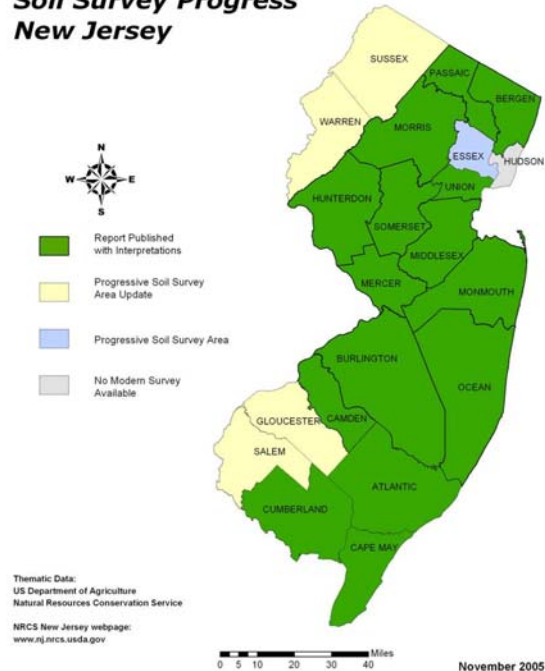 Soil Survey Progress
New Jersey
SUSSEX
PASSAIC
BERGEN
WARREN
MORRIS
ESSEX
HUDSON
UNION
HUNTERDON
SOMERSET
MIDDLESEX
MERCER
MONMOUTH
BURLINGTON
OCEAN
GLOUCESTER
CAMDEN
SALEM
ATLANTIC
CUMBERLAND
CAPE MAY
N
W E
S
Report Published
with Interpretations
Progressive Soil Survey
Area Update
Progressive Soil Survey Area
No Modern Survey
Available
Thematic Data:
US Department of Agriculture
Natural Resources Conservation Service
NRCS New Jersey webpage:
www.nj.nrcs.usda.gov
Miles
0 5 10 20 30 40
November 2005